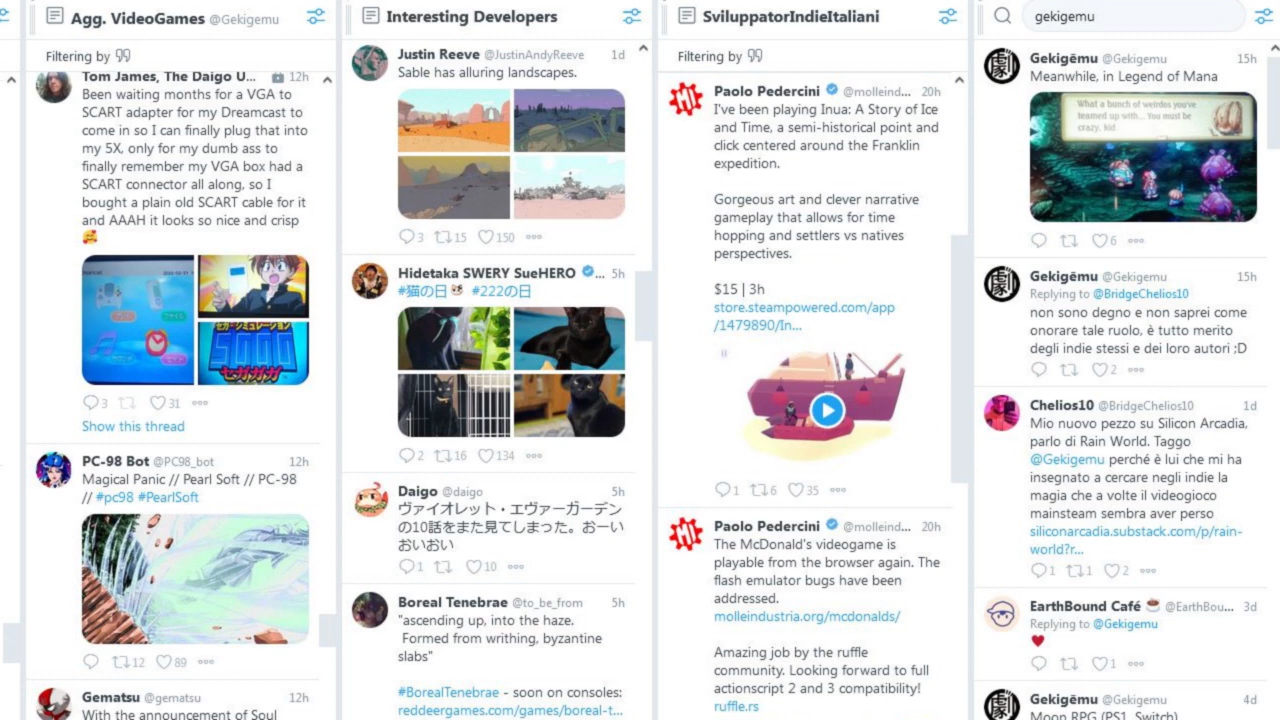 Agg. VideoGames @Gekigemu
Filtering by
Tom James, The Daigo U... 12h
Been waiting months for a VGA to
SCART adapter for my Dreamcast to
come in so I can finally plug that into
my 5X, only for my dumb ass to
finally remember my VGA box had a
SCART connector all along, so I
bought a plain old SCART cable for it
and AAAH it looks so nice and crisp
🥰
セガガガ
3 31
Show this thread
PC-98 Bot @PC98_bot 12h
Magical Panic // Pearl Soft // PC-98
// #pc98 #PearlSoft
12 89
Gematsu @gematsu 12h
With the announcement of Soul
Interesting Developers
Justin Reeve @JustinAndyReeve 1d
Sable has alluring landscapes.
3 15 150
Hidetaka SWERY SueHERO ... 5h
#猫の日 #222の日
2 16 134
Daigo @daigo 5h
ヴァイオレット・エヴァーガーデン
の10話をまた見てしまった。おーい
おいおい
1 10
Boreal Tenebrae @to_be_from 5h
"ascending up, into the haze.
Formed from writhing, byzantine
slabs"
#BorealTenebrae - soon on consoles:
reddeergames.com/games/boreal-t...
SviluppatorIndieItaliani
Filtering by
Paolo Pedercini @molleind... 20h
I've been playing Inua: A Story of Ice
and Time, a semi-historical point and
click centered around the Franklin
expedition.
Gorgeous art and clever narrative
gameplay that allows for time
hopping and settlers vs natives
perspectives.
$15 | 3h
store.steampowered.com/app
/1479890/In...
1 6 35
Paolo Pedercini @molleind... 20h
The McDonald's videogame is
playable from the browser again. The
flash emulator bugs have been
addressed.
molleindustria.org/mcdonalds/
Amazing job by the ruffle
community. Looking forward to full
actionscript 2 and 3 compatibility!
ruffle.rs
gekigemu
Gekigēmu @Gekigemu 15h
Meanwhile, in Legend of Mana
What a bunch of weirdos you've
teamed up with... You must be
crazy, kid.
6
Gekigēmu @Gekigemu 15h
Replying to @BridgeChelios10
non sono degno e non saprei come
onorare tale ruolo, è tutto merito
degli indie stessi e dei loro autori ;D
2
Chelios10 @BridgeChelios10 1d
Mio nuovo pezzo su Silicon Arcadia,
parlo di Rain World. Taggo
@Gekigemu perché è lui che mi ha
insegnato a cercare negli indie la
magia che a volte il videogioco
mainsteam sembra aver perso
siliconarcadia.substack.com/p/rain-
world?r...
1 1 2
EarthBound Café ☕ @EarthBou... 3d
Replying to @Gekigemu
♥
1
Gekigēmu @Gekigemu 4d
Moon RPG (PS1, Switch)